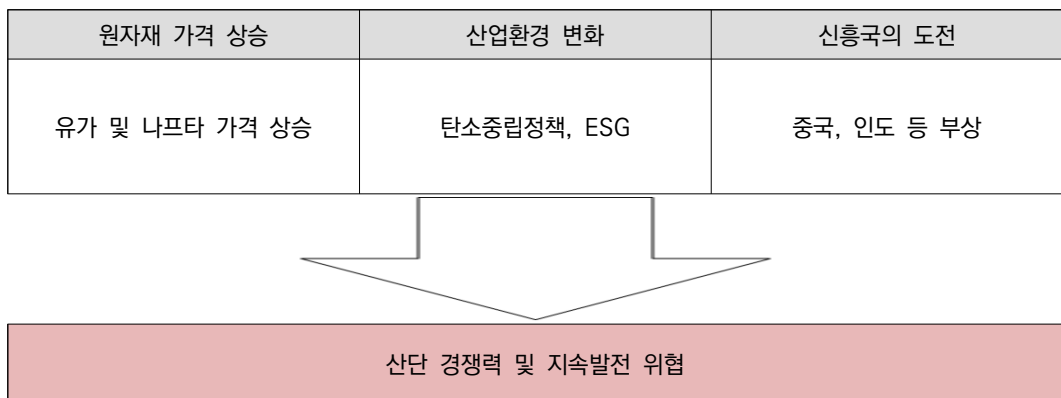 원자재 가격 상승
산업환경 변화
신흥국의 도전
유가 및 나프타 가격 상승
탄소중립정책, ESG
중국, 인도 등 부상
산단 경쟁력 및 지속발전 위협